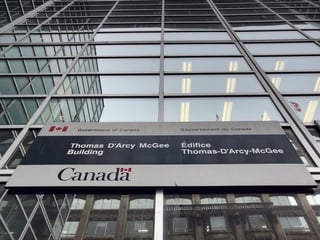 Government of Canada
Gouvernement du Canada
Thomas D'Arcy McGee
Building
Édifice
Thomas-D'Arcy-McGee
Canada